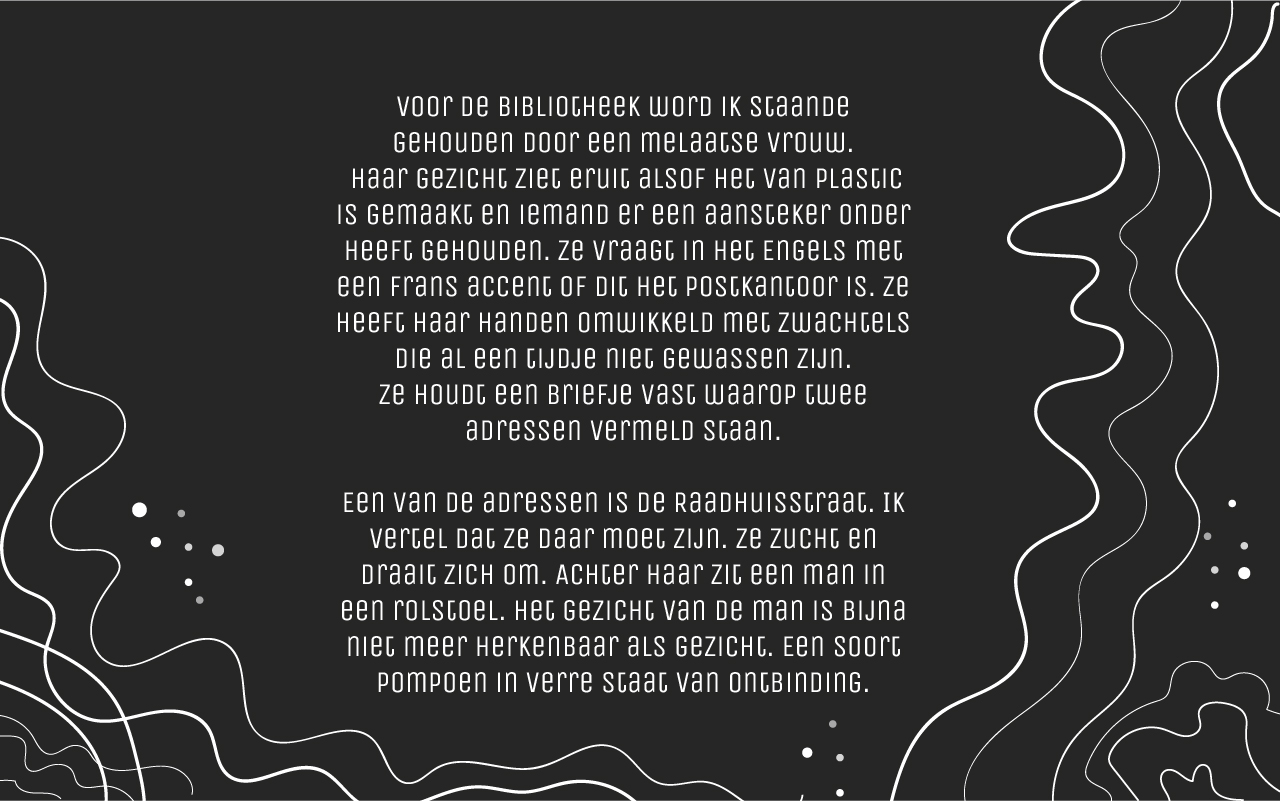 Voor de bibliotheek word ik staande
gehouden door een melaatse vrouw.
Haar gezicht ziet eruit alsof het van plastic
is gemaakt en iemand er een aansteker onder
heeft gehouden. Ze vraagt in het Engels met
een Frans accent of dit het postkantoor is. Ze
heeft haar handen omwikkeld met zwachtels
die al een tijdje niet gewassen zijn.
Ze houdt een briefje vast waarop twee
adressen vermeld staan.
Een van de adressen is de Raadhuisstraat. Ik
vertel dat ze daar moet zijn. Ze zucht en
draait zich om. Achter haar zit een man in
een rolstoel. Het gezicht van de man is bijna
niet meer herkenbaar als gezicht. Een soort
pompoen in verre staat van ontbinding.